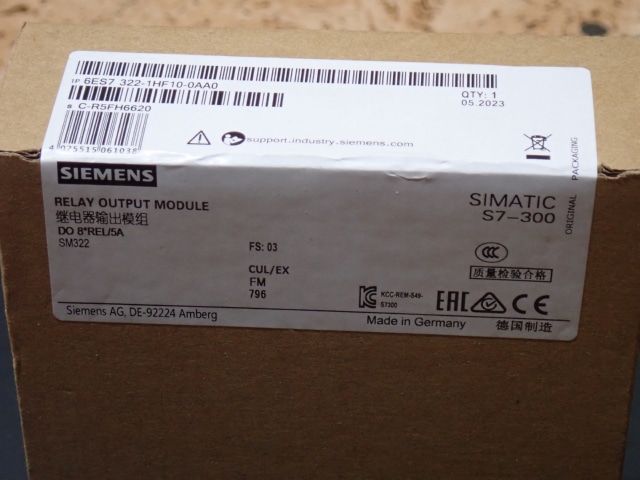 1P 6ES7 322-1HF10-0AA0
QTY: 1
05.2023
S C-R5FH6620
support.industry.siemens.com
4 025515 061038
ORIGINAL PACKAGING
SIEMENS
SIMATIC
S7-300
RELAY OUTPUT MODULE
继电器输出模组
DO 8*REL/5A
SM322
FS: 03
CCC
CUL/EX
FM
796
质量检验合格
KCC-REM-S49-
S7300
EAC CE
Siemens AG, DE-92224 Amberg
Made in Germany
德国制造